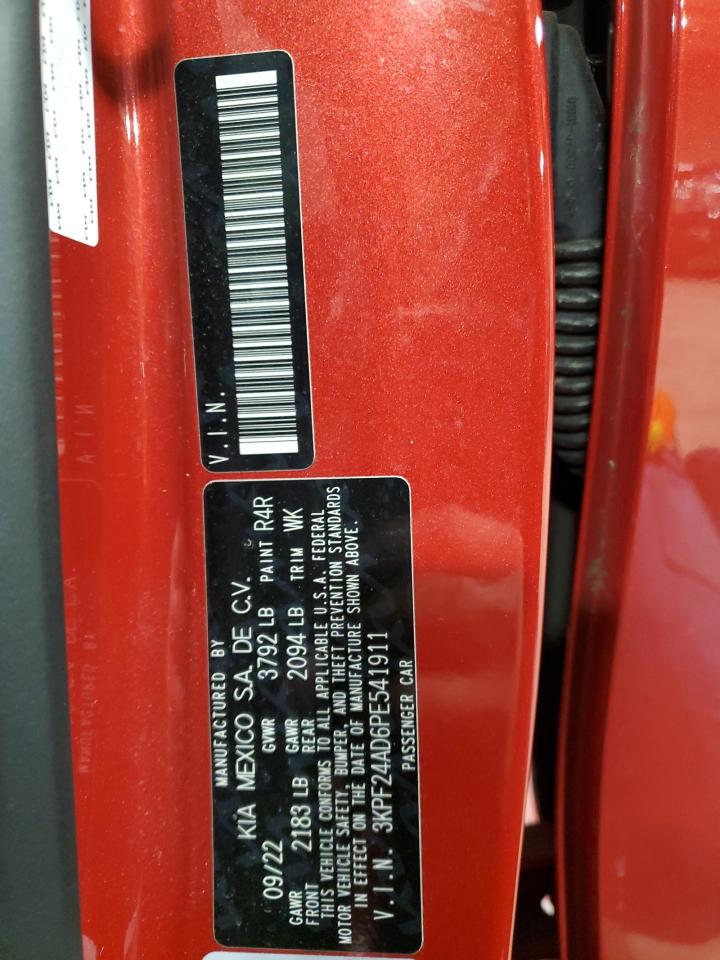 V.I.N.
MANUFACTURED BY
KIA MEXICO S.A. DE C.V.
09/22 GVWR 3792 LB PAINT R4R
GAWR FRONT 2183 LB GAWR REAR 2094 LB TRIM WK
THIS VEHICLE CONFORMS TO ALL APPLICABLE U.S.A. FEDERAL
MOTOR VEHICLE SAFETY, BUMPER, AND THEFT PREVENTION STANDARDS
IN EFFECT ON THE DATE OF MANUFACTURE SHOWN ABOVE.
V.I.N. 3KPF24AD6PE541911
PASSENGER CAR